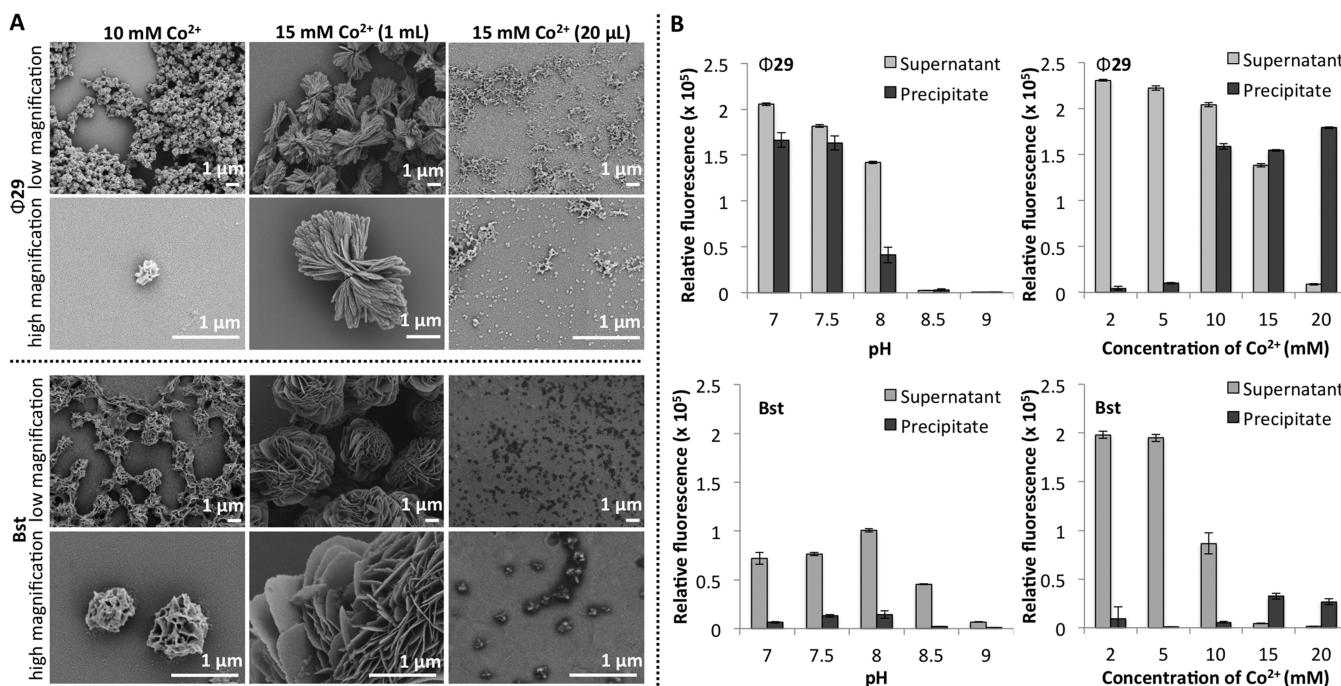 A
10 mM Co²⁺
15 mM Co²⁺ (1 mL)
15 mM Co²⁺ (20 µL)
Φ29
low magnification
1 µm
1 µm
1 µm
high magnification
1 µm
1 µm
1 µm
Bst
low magnification
1 µm
1 µm
1 µm
high magnification
1 µm
1 µm
1 µm
B
Φ29
Supernatant
Precipitate
Relative fluorescence (x 10⁵)
2.5
2
1.5
1
0.5
0
7 7.5 8 8.5 9
pH
Φ29
Supernatant
Precipitate
Relative fluorescence (x 10⁵)
2.5
2
1.5
1
0.5
0
2 5 10 15 20
Concentration of Co²⁺ (mM)
Bst
Supernatant
Precipitate
Relative fluorescence (x 10⁵)
2.5
2
1.5
1
0.5
0
7 7.5 8 8.5 9
pH
Bst
Supernatant
Precipitate
Relative fluorescence (x 10⁵)
2.5
2
1.5
1
0.5
0
2 5 10 15 20
Concentration of Co²⁺ (mM)